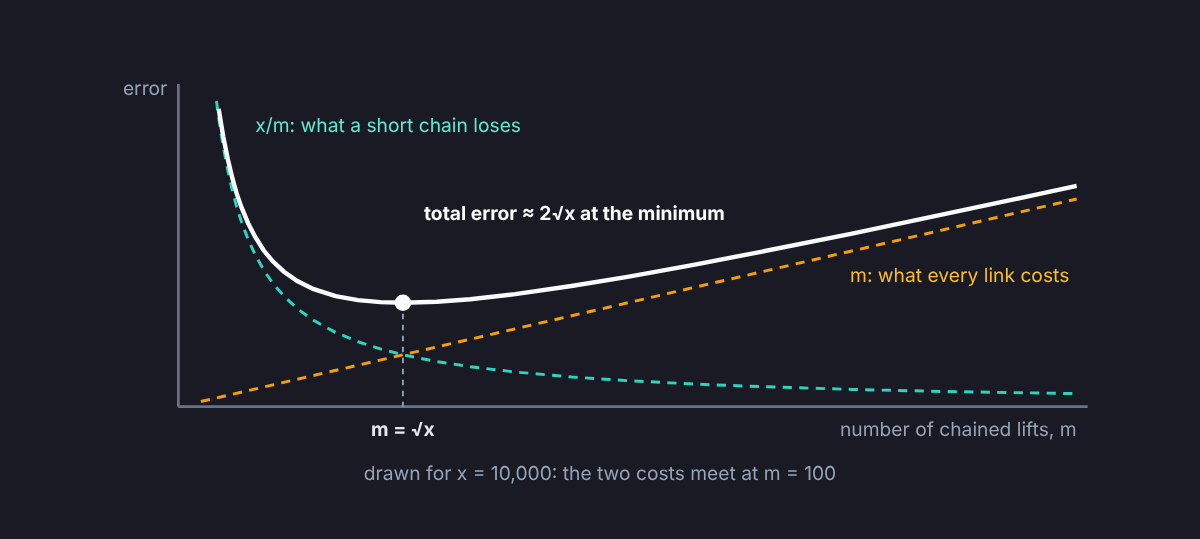 error
x/m: what a short chain loses
total error ≈ 2√x at the minimum
m: what every link costs
m = √x
number of chained lifts, m
drawn for x = 10,000: the two costs meet at m = 100